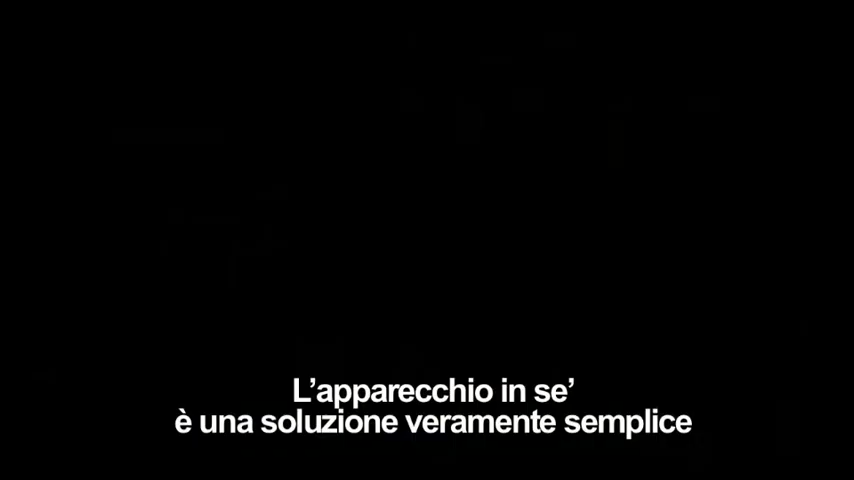 L’apparecchio in se’
è una soluzione veramente semplice